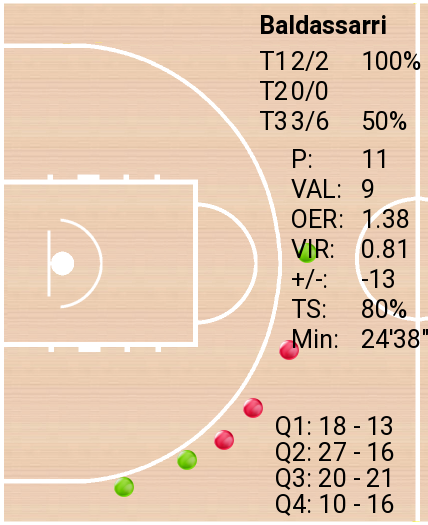 Baldassarri
T1 2/2 100%
T2 0/0
T3 3/6 50%
P: 11
VAL: 9
OER: 1.38
VIR: 0.81
+/-: -13
TS: 80%
Min: 24'38"
Q1: 18 - 13
Q2: 27 - 16
Q3: 20 - 21
Q4: 10 - 16